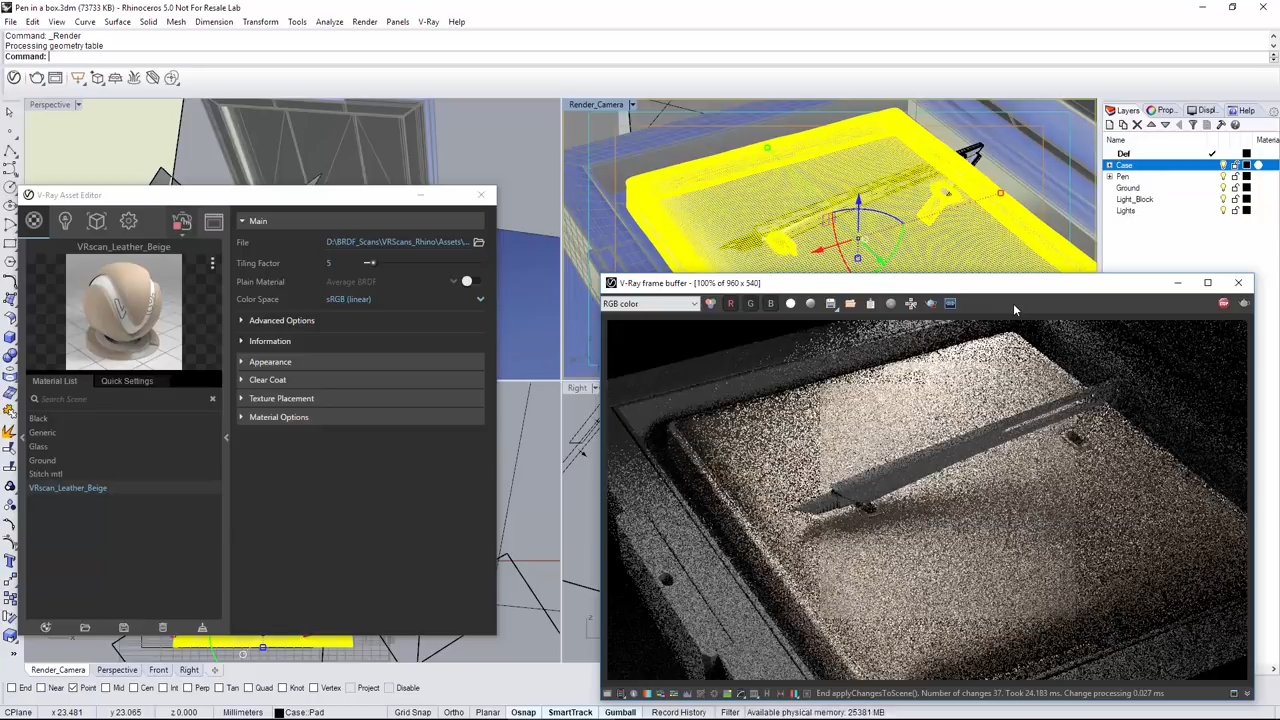 Pen in a box.3dm (73733 KB) - Rhinoceros 5.0 Not For Resale Lab
File Edit View Curve Surface Solid Mesh Dimension Transform Tools Analyze Render Panels V-Ray Help
Command: _Render
Processing geometry table
Command:
Perspective
Render_Camera
Layers Prop... Displ... Help
Name Materia
Def
Case
Pen
Ground
Light_Block
Lights
V-Ray Asset Editor
VRscan_Leather_Beige
Main
File D:\BRDF_Scans\VRScans_Rhino\Assets\...
Tiling Factor 5
Plain Material Average BRDF
Color Space sRGB (linear)
Advanced Options
Information
Appearance
Clear Coat
Texture Placement
Material Options
Material List Quick Settings
Search Scene
Black
Generic
Glass
Ground
Stitch mtl
VRscan_Leather_Beige
V-Ray frame buffer - [100% of 960 x 540]
RGB color R G B
Right
z
x
End applyChangesToScene(). Number of changes 37. Took 24.183 ms. Change processing 0.027 ms
Render_Camera Perspective Front Right
End Near Point Mid Cen Int Perp Tan Quad Knot Vertex Project Disable
CPlane x 23.481 y 23.065 z 0.000 Millimeters Case::Pad Grid Snap Ortho Planar Osnap SmartTrack Gumball Record History Filter Available physical memory: 25381 MB